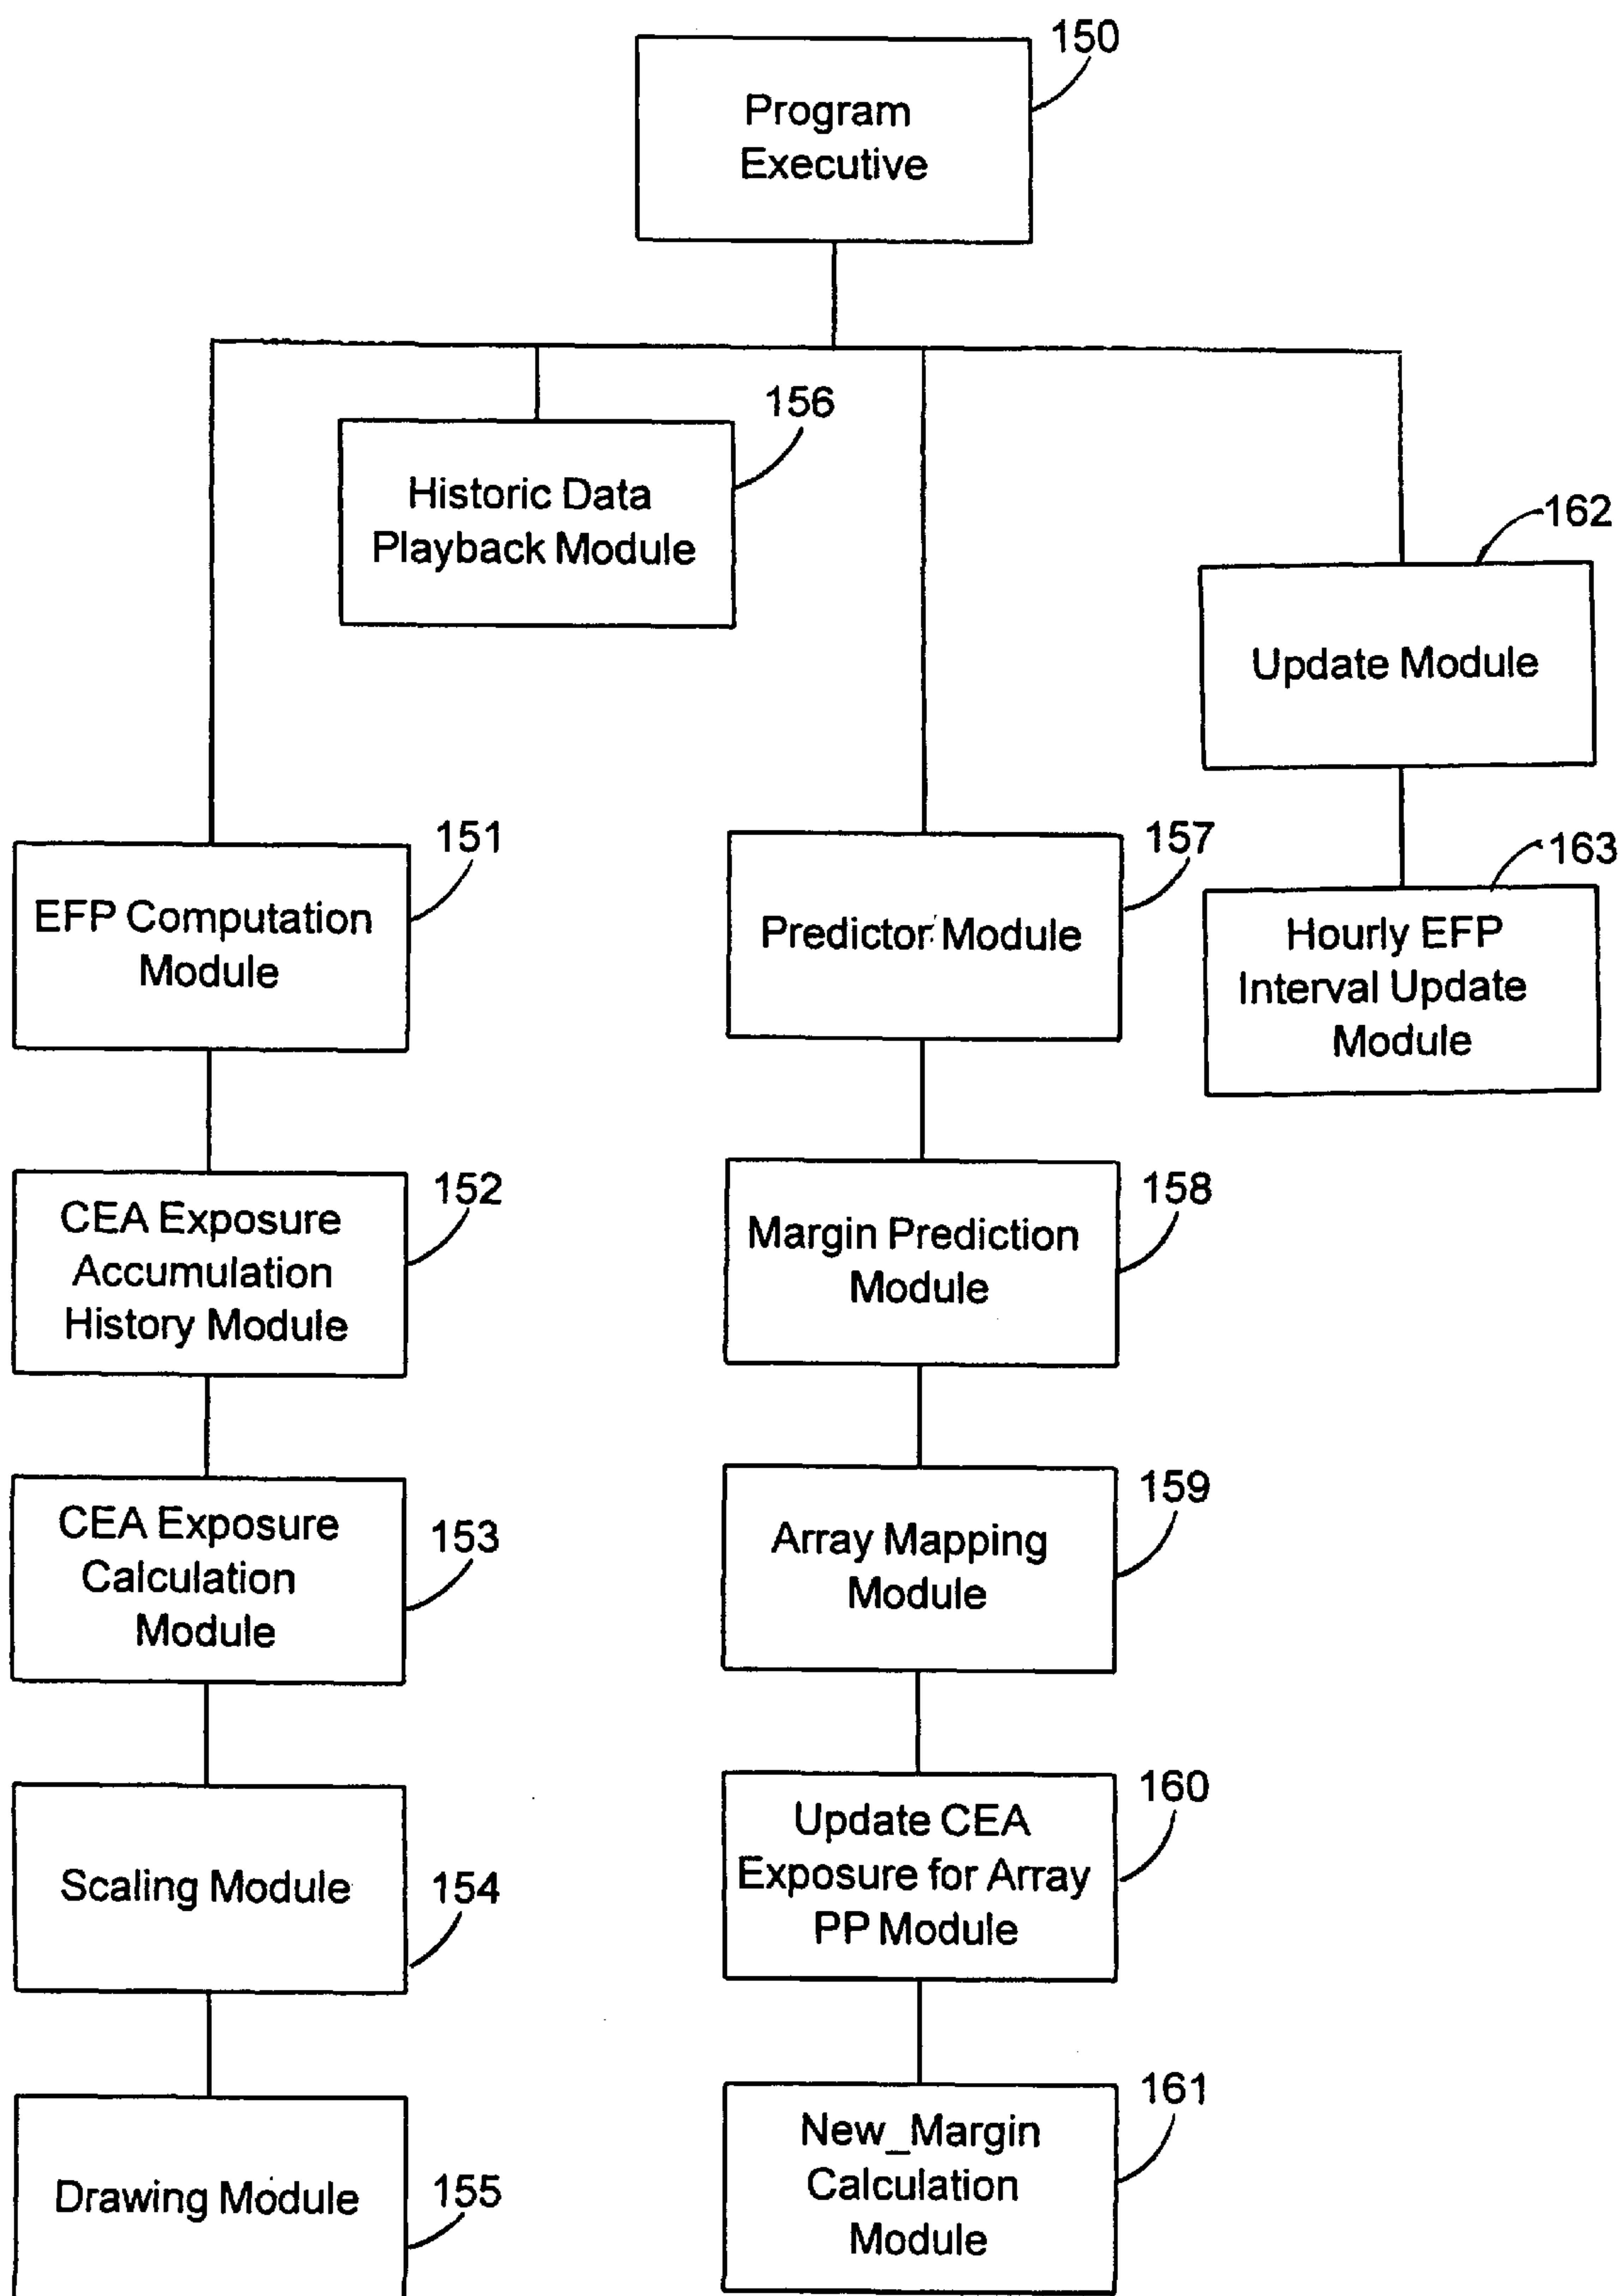 150
Program
Executive
156
Historic Data
Playback Module
162
Update Module
151
EFP Computation
Module
157
Predictor Module
163
Hourly EFP
Interval Update
Module
152
CEA Exposure
Accumulation
History Module
158
Margin Prediction
Module
153
CEA Exposure
Calculation
Module
159
Array Mapping
Module
154
Scaling Module
160
Update CEA
Exposure for Array
PP Module
155
Drawing Module
161
New_Margin
Calculation
Module